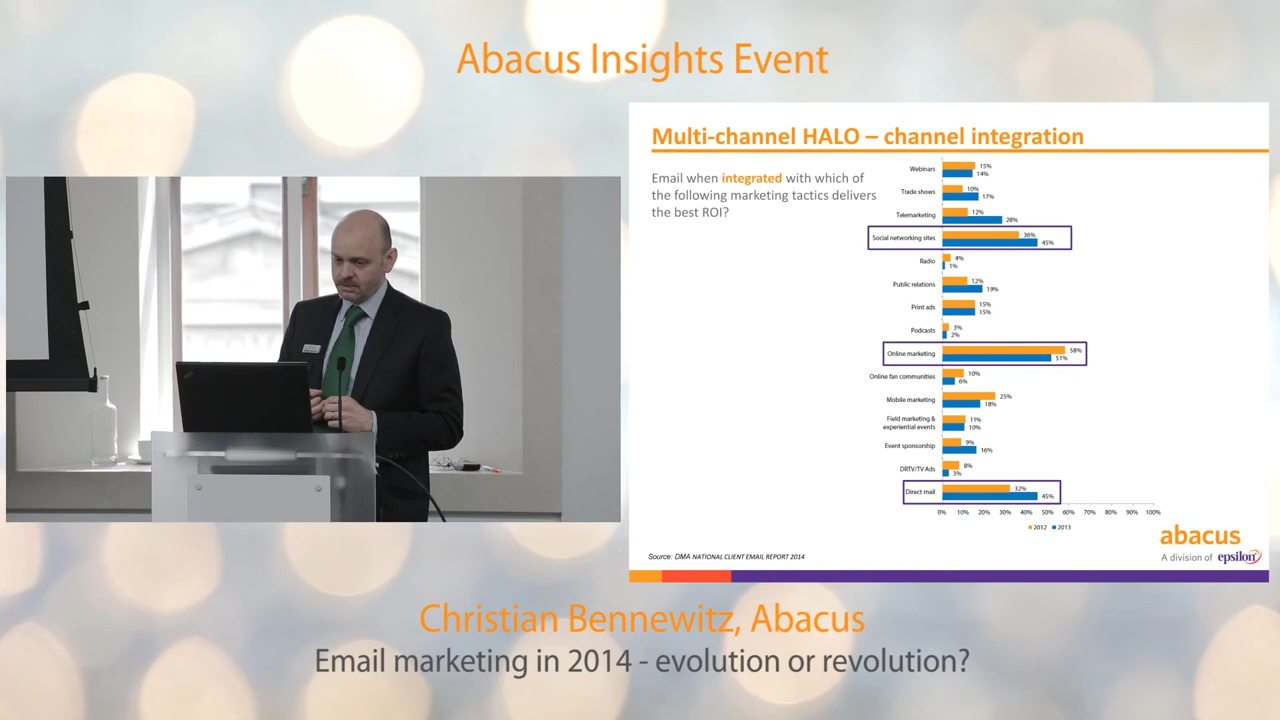 Abacus Insights Event
Multi-channel HALO – channel integration
Email when integrated with which of
the following marketing tactics delivers
the best ROI?
Webinars 15% 14%
Trade shows 10% 17%
Telemarketing 12% 28%
Social networking sites 36% 45%
Radio 4% 1%
Public relations 12% 19%
Print ads 15% 15%
Podcasts 3% 2%
Online marketing 58% 51%
Online fan communities 10% 6%
Mobile marketing 25% 18%
Field marketing &
experiential events 11% 10%
Event sponsorship 9% 16%
DRTV/TV Ads 8% 3%
Direct mail 32% 45%
0% 10% 20% 30% 40% 50% 60% 70% 80% 90% 100%
2012 2013
abacus
A division of epsilon
Source: DMA NATIONAL CLIENT EMAIL REPORT 2014
Christian Bennewitz, Abacus
Email marketing in 2014 - evolution or revolution?